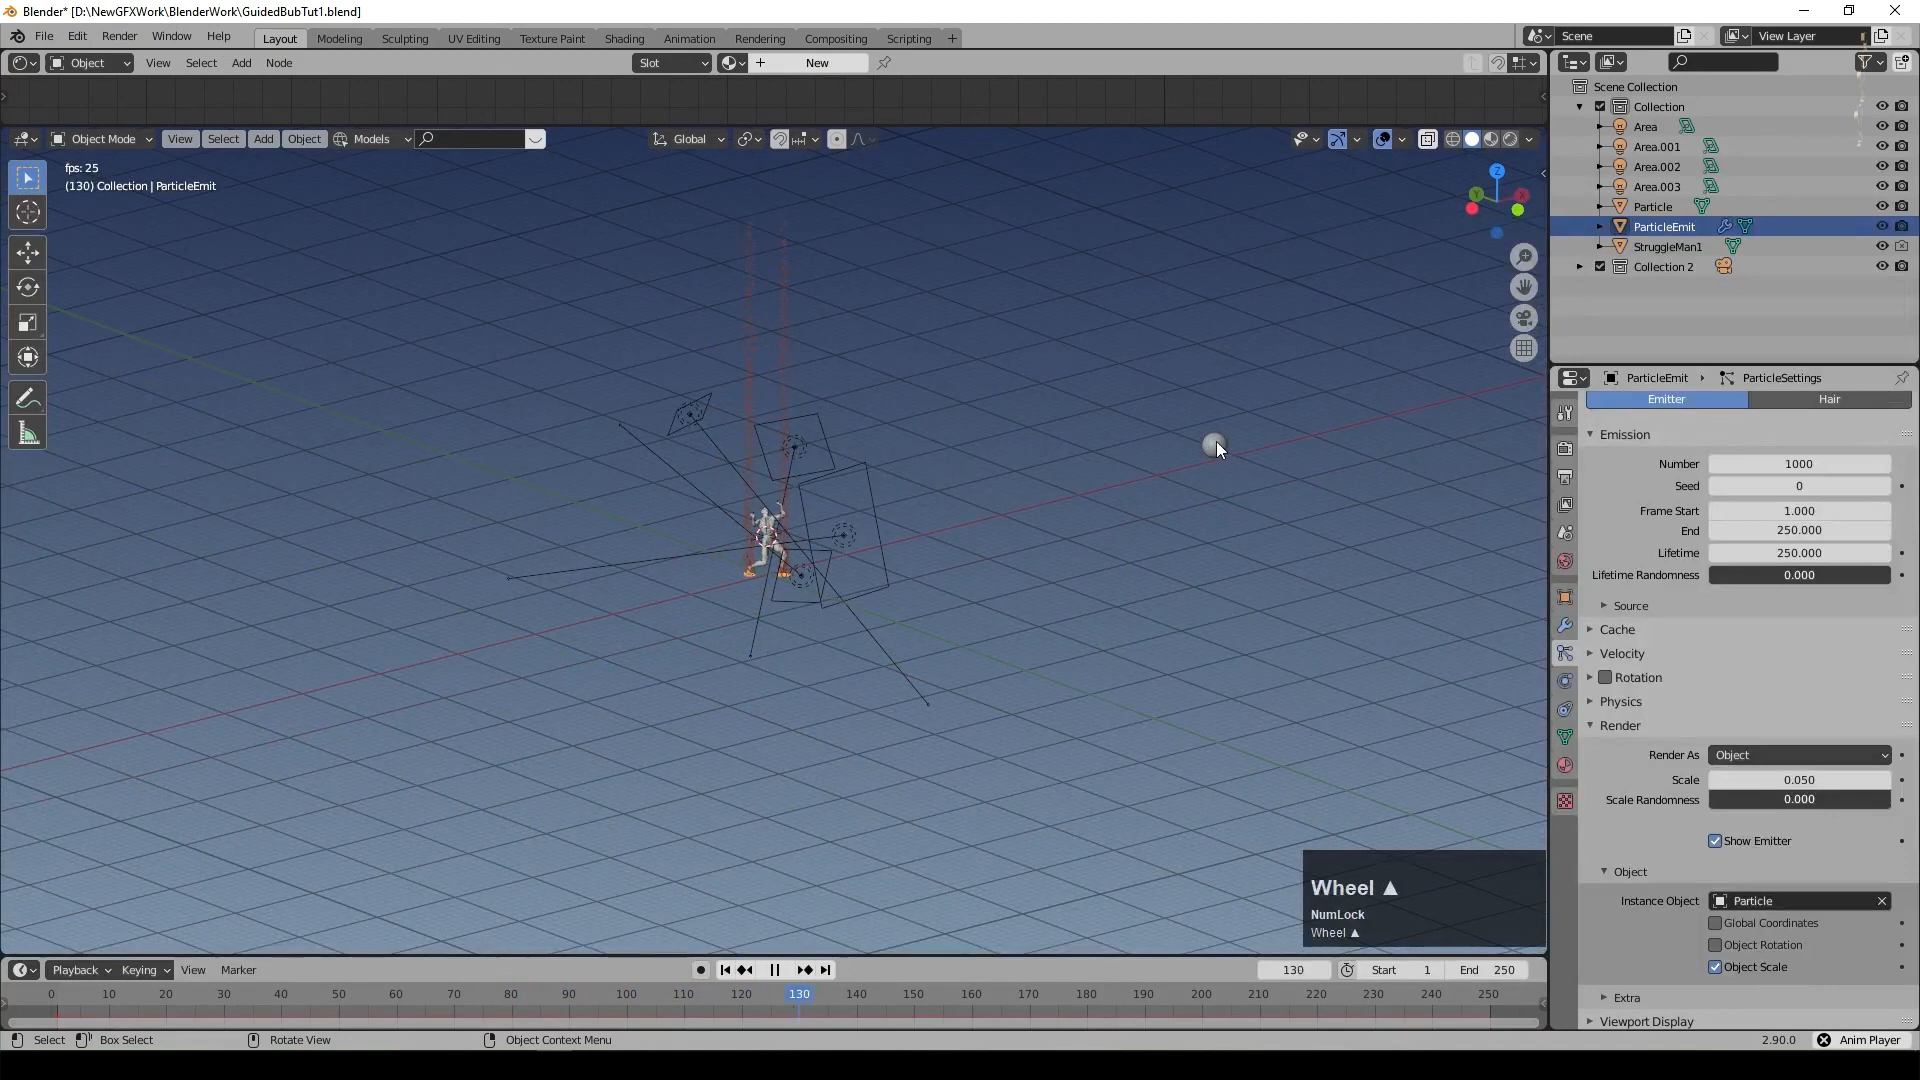 Blender* [D:\NewGFXWork\BlenderWork\GuidedBubTut1.blend]
File Edit Render Window Help
Layout Modeling Sculpting UV Editing Texture Paint Shading Animation Rendering Compositing Scripting +
Scene
View Layer
Object View Select Add Node
Slot
New
Object Mode View Select Add Object Models
Global
fps: 25
(130) Collection | ParticleEmit
Z
Y
X
Scene Collection
Collection
Area
Area.001
Area.002
Area.003
Particle
ParticleEmit
StruggleMan1
Collection 2
ParticleEmit › ParticleSettings
Emitter Hair
Emission
Number 1000
Seed 0
Frame Start 1.000
End 250.000
Lifetime 250.000
Lifetime Randomness 0.000
Source
Cache
Velocity
Rotation
Physics
Render
Render As Object
Scale 0.050
Scale Randomness 0.000
Show Emitter
Object
Instance Object Particle
Global Coordinates
Object Rotation
Object Scale
Extra
Viewport Display
Wheel ▲
NumLock
Wheel ▲
Playback Keying View Marker
130 Start 1 End 250
0 10 20 30 40 50 60 70 80 90 100 110 120 130 140 150 160 170 180 190 200 210 220 230 240 250
Select Box Select Rotate View Object Context Menu
2.90.0 Anim Player